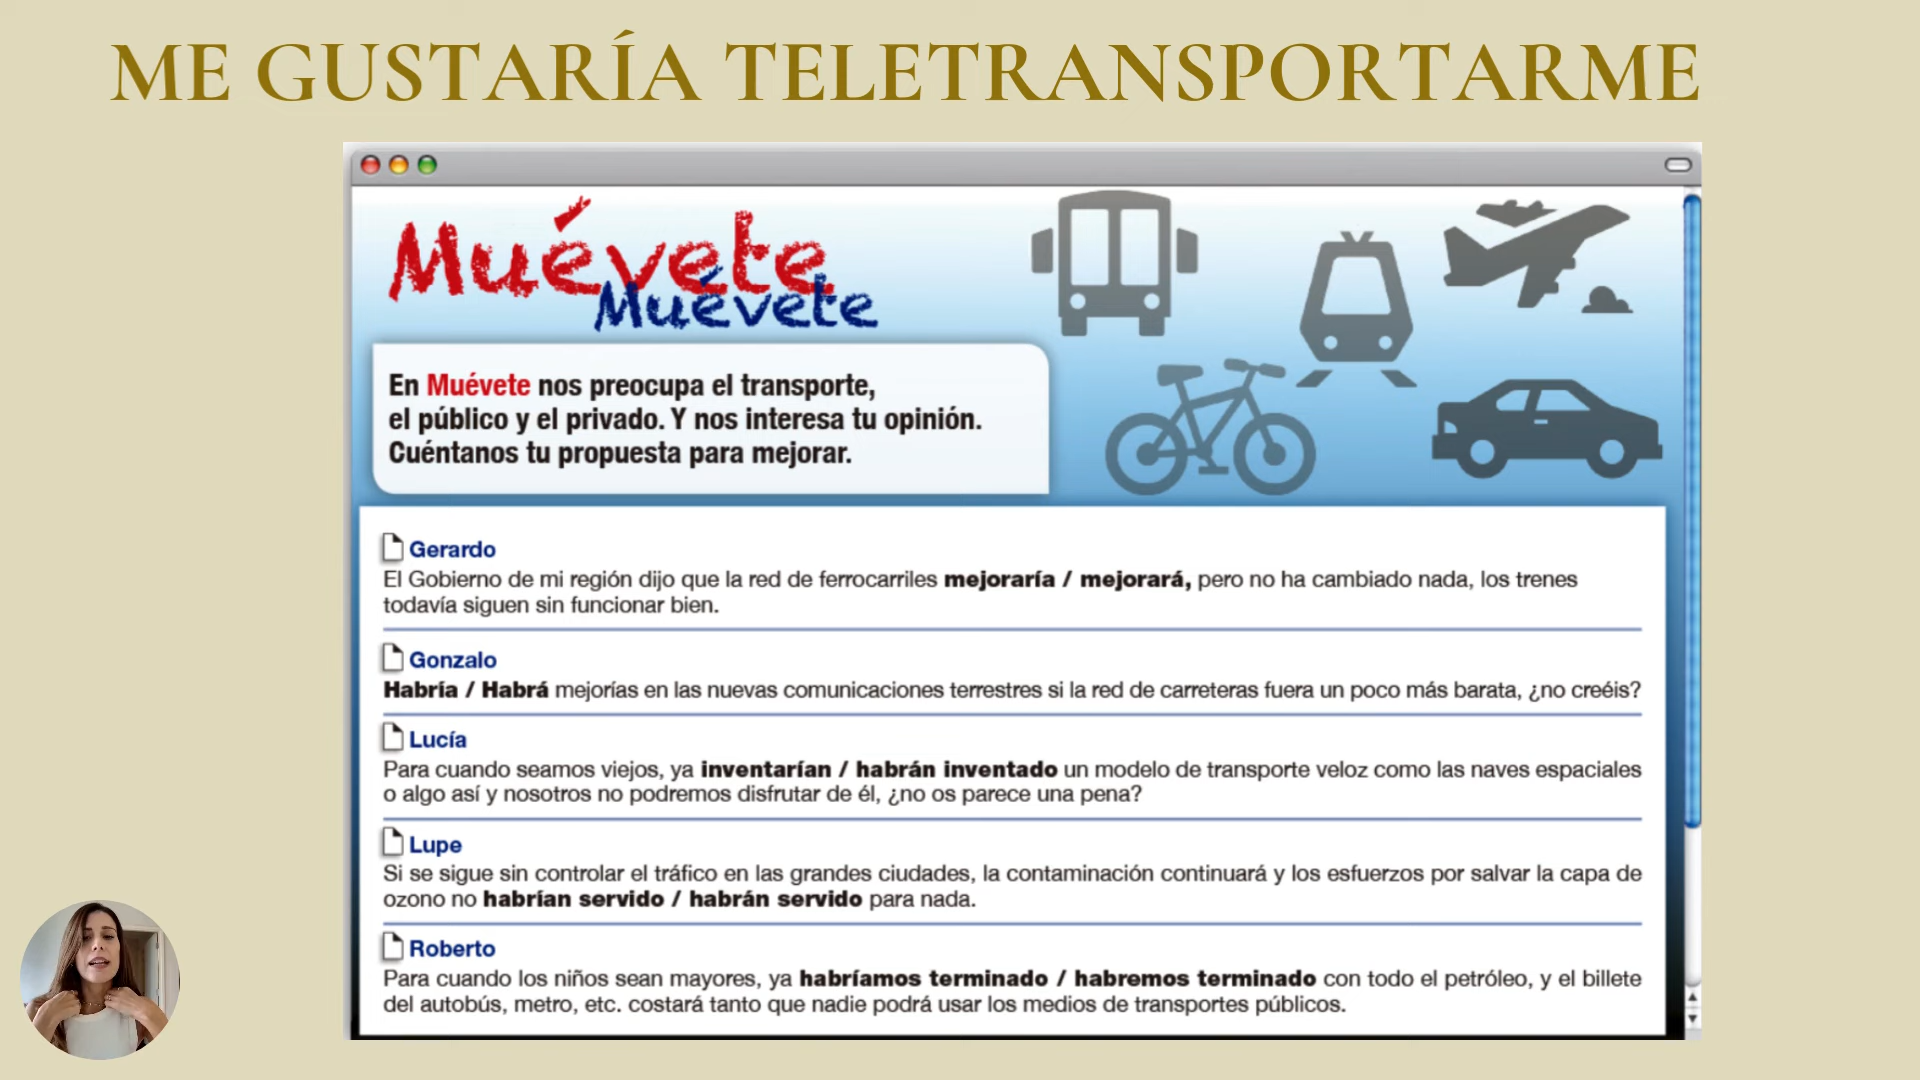 ME GUSTARÍA TELETRANSPORTARME
Muévete
Muévete
En Muévete nos preocupa el transporte,
el público y el privado. Y nos interesa tu opinión.
Cuéntanos tu propuesta para mejorar.
Gerardo
El Gobierno de mi región dijo que la red de ferrocarriles mejoraría / mejorará, pero no ha cambiado nada, los trenes
todavía siguen sin funcionar bien.
Gonzalo
Habría / Habrá mejorías en las nuevas comunicaciones terrestres si la red de carreteras fuera un poco más barata, ¿no creéis?
Lucía
Para cuando seamos viejos, ya inventarían / habrán inventado un modelo de transporte veloz como las naves espaciales
o algo así y nosotros no podremos disfrutar de él, ¿no os parece una pena?
Lupe
Si se sigue sin controlar el tráfico en las grandes ciudades, la contaminación continuará y los esfuerzos por salvar la capa de
ozono no habrían servido / habrán servido para nada.
Roberto
Para cuando los niños sean mayores, ya habríamos terminado / habremos terminado con todo el petróleo, y el billete
del autobús, metro, etc. costará tanto que nadie podrá usar los medios de transportes públicos.